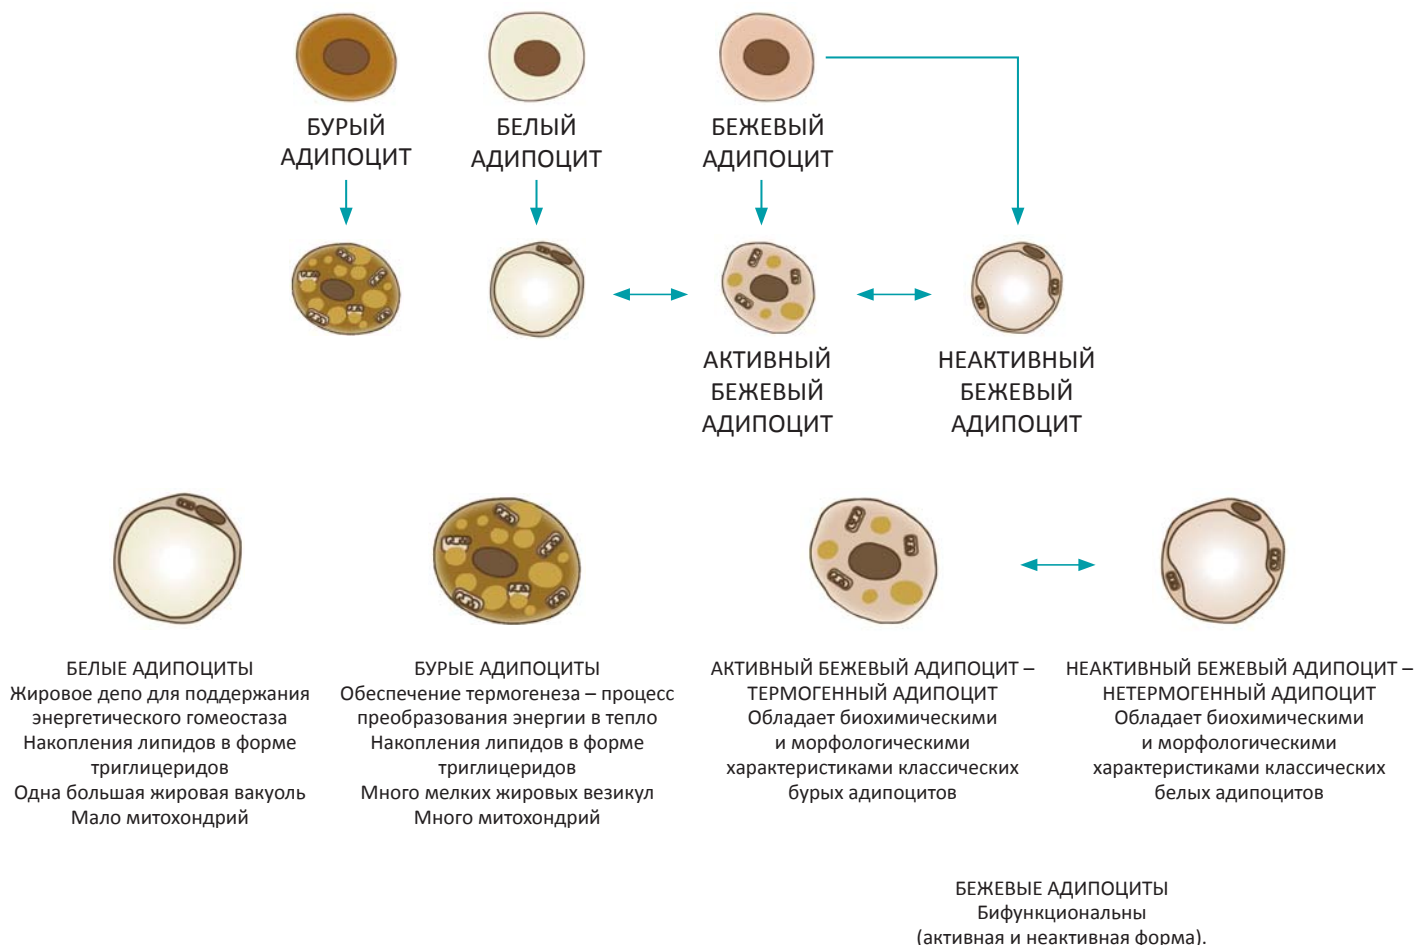 БУРЫЙ
АДИПОЦИТ
БЕЛЫЙ
АДИПОЦИТ
БЕЖЕВЫЙ
АДИПОЦИТ
АКТИВНЫЙ
БЕЖЕВЫЙ
АДИПОЦИТ
НЕАКТИВНЫЙ
БЕЖЕВЫЙ
АДИПОЦИТ
БЕЛЫЕ АДИПОЦИТЫ
Жировое депо для поддержания
энергетического гомеостаза
Накопления липидов в форме
триглицеридов
Одна большая жировая вакуоль
Мало митохондрий
БУРЫЕ АДИПОЦИТЫ
Обеспечение термогенеза – процесс
преобразования энергии в тепло
Накопления липидов в форме
триглицеридов
Много мелких жировых везикул
Много митохондрий
АКТИВНЫЙ БЕЖЕВЫЙ АДИПОЦИТ –
ТЕРМОГЕННЫЙ АДИПОЦИТ
Обладает биохимическими
и морфологическими
характеристиками классических
бурых адипоцитов
НЕАКТИВНЫЙ БЕЖЕВЫЙ АДИПОЦИТ –
НЕТЕРМОГЕННЫЙ АДИПОЦИТ
Обладает биохимическими
и морфологическими
характеристиками классических
белых адипоцитов
БЕЖЕВЫЕ АДИПОЦИТЫ
Бифункциональны
(активная и неактивная форма).